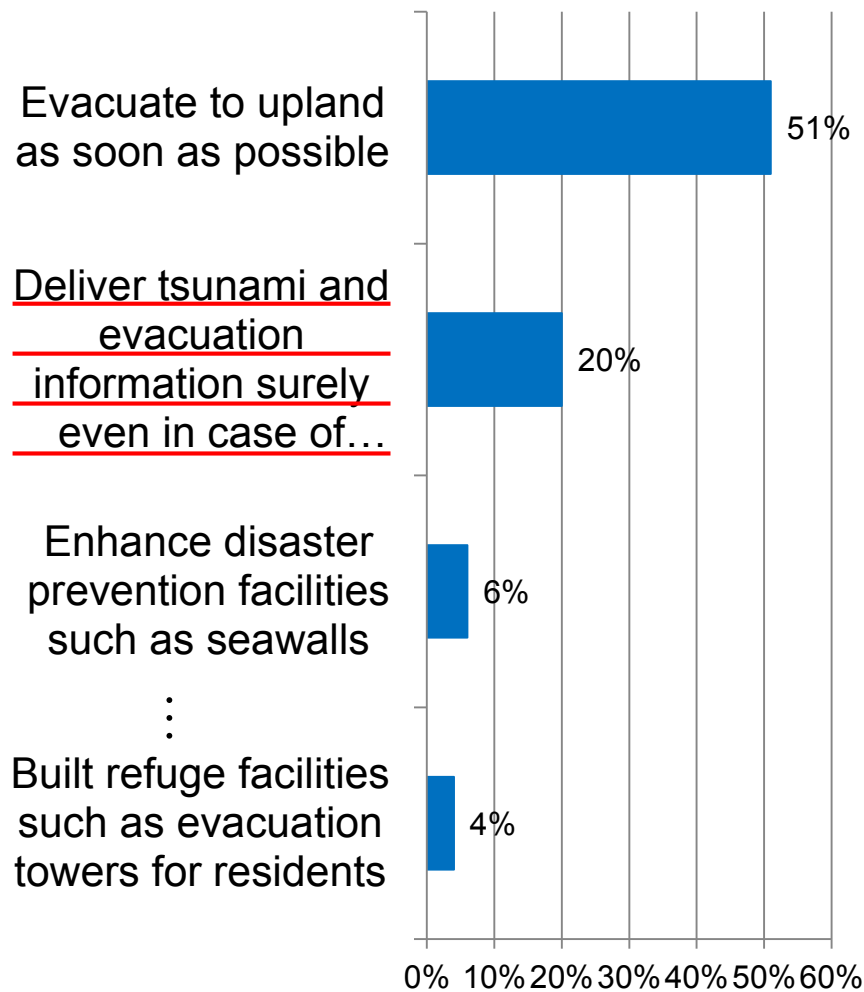 Evacuate to upland
as soon as possible
51%
Deliver tsunami and
evacuation
information surely
even in case of…
20%
Enhance disaster
prevention facilities
such as seawalls
6%
⋮
Built refuge facilities
such as evacuation
towers for residents
4%
0% 10% 20% 30% 40% 50% 60%